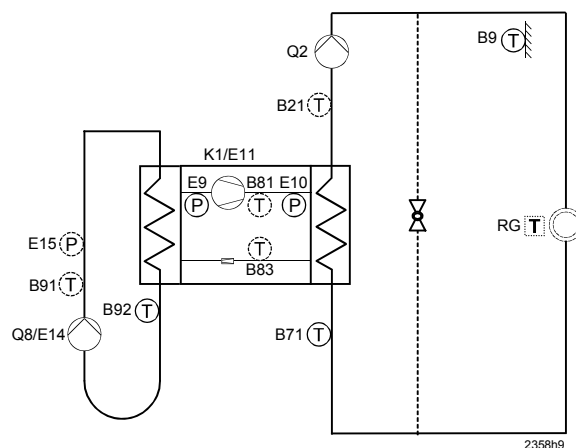 Q2
B9 T
B21 T
K1/E11
E9 B81 E10
P T P
E15 P
T
RG T
B83
B91 T
B92 T
Q8/E14
B71 T
2358h9